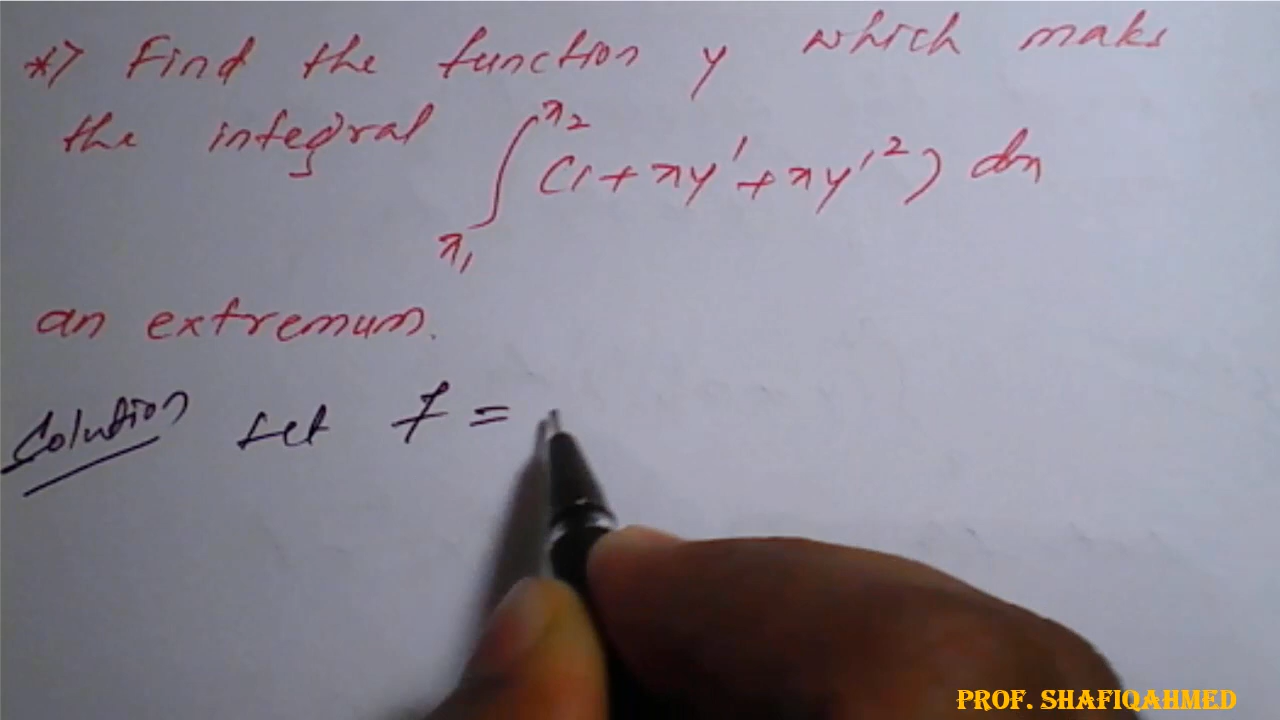 *) Find the function y which maks
the integral ∫_{x₁}^{x₂} (1 + xy' + xy'²) dx
an extremum.
Solution Let f =
PROF. SHAFIQAHMED